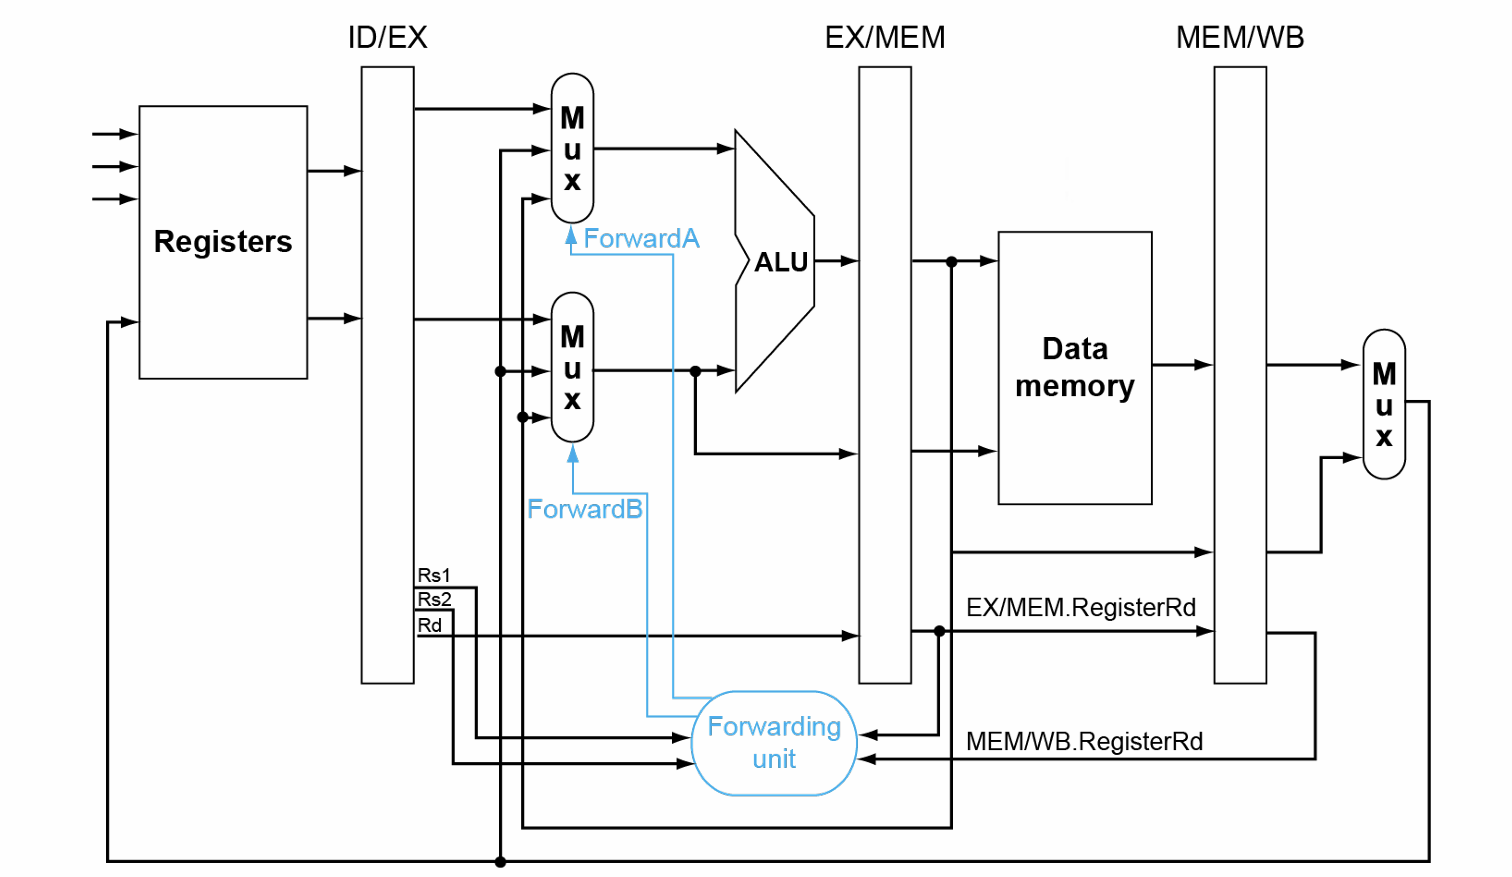 ID/EX
EX/MEM
MEM/WB
M
u
x
Registers
ForwardA
ALU
M
u
x
Data
memory
M
u
x
ForwardB
Rs1
Rs2
Rd
EX/MEM.RegisterRd
Forwarding
unit
MEM/WB.RegisterRd